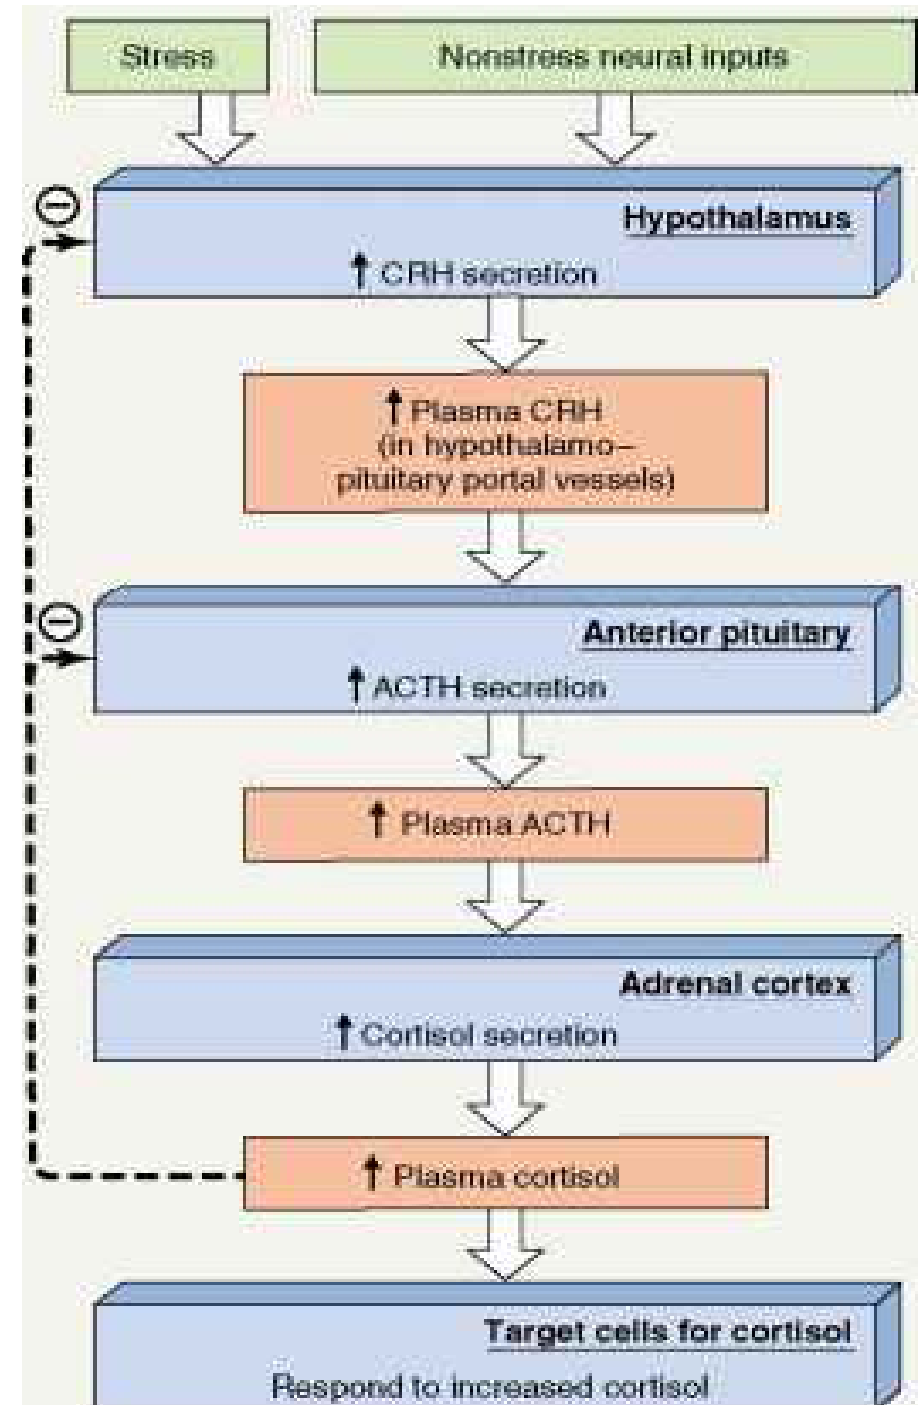 Stress
Nonstress neural inputs
⊖
Hypothalamus
↑ CRH secretion
↑ Plasma CRH
(in hypothalamo–
pituitary portal vessels)
⊖
Anterior pituitary
↑ ACTH secretion
↑ Plasma ACTH
Adrenal cortex
↑ Cortisol secretion
↑ Plasma cortisol
Target cells for cortisol
Respond to increased cortisol